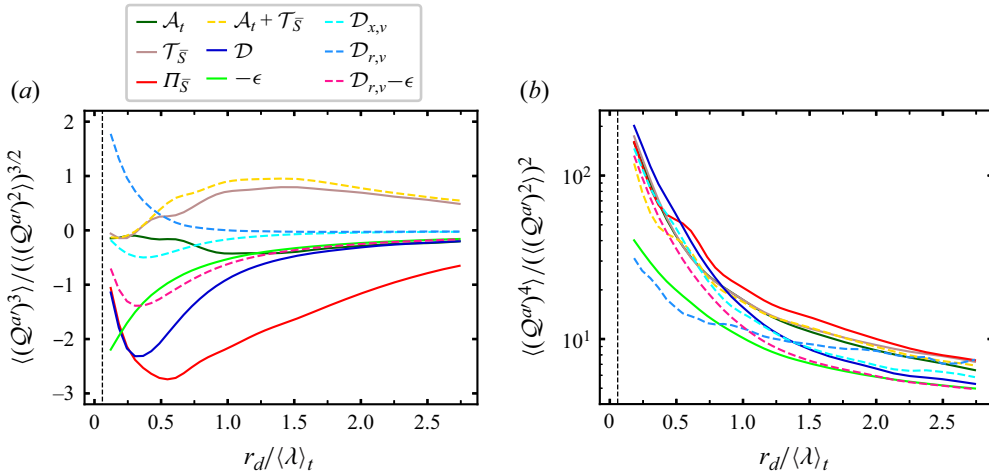 𝒜_t 𝒜_t + 𝒯_S̄ 𝒟_{x,v}
𝒯_S̄ 𝒟 𝒟_{r,v}
Π_S̄ −ϵ 𝒟_{r,v}−ϵ
(a) (b)
⟨(𝒬^{a′})^3⟩/(⟨(𝒬^{a′})^2⟩)^{3/2}
2
1
0
−1
−2
−3
0 0.5 1.0 1.5 2.0 2.5
r_d/⟨λ⟩_t
⟨(𝒬^{a′})^4⟩/(⟨(𝒬^{a′})^2⟩)^2
10^2
10^1
0 0.5 1.0 1.5 2.0 2.5
r_d/⟨λ⟩_t